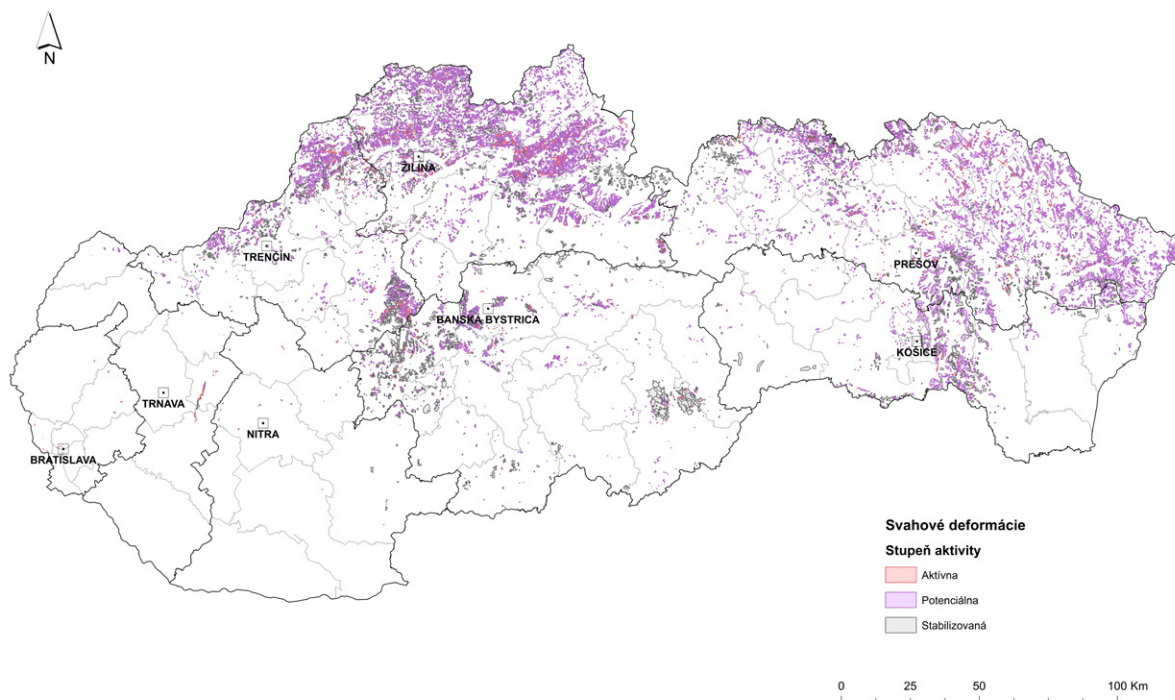 N
ŽILINA
TRENČÍN
PREŠOV
BANSKÁ BYSTRICA
KOŠICE
TRNAVA
NITRA
BRATISLAVA
Svahové deformácie
Stupeň aktivity
Aktívna
Potenciálna
Stabilizovaná
0 25 50 100 Km